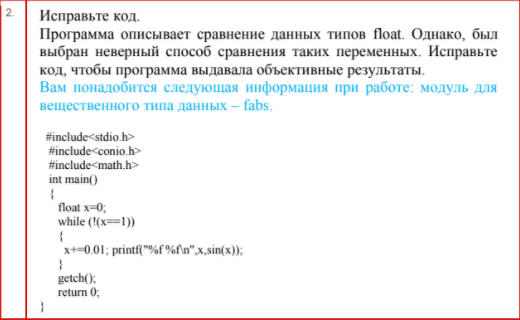 2.
Исправьте код.
Программа описывает сравнение данных типов float. Однако, был
выбран неверный способ сравнения таких переменных. Исправьте
код, чтобы программа выдавала объективные результаты.
Вам понадобится следующая информация при работе: модуль для
вещественного типа данных – fabs.
#include<stdio.h>
#include<conio.h>
#include<math.h>
int main()
{
float x=0;
while (!(x==1))
{
x+=0.01; printf("%f %f\n",x,sin(x));
}
getch();
return 0;
}